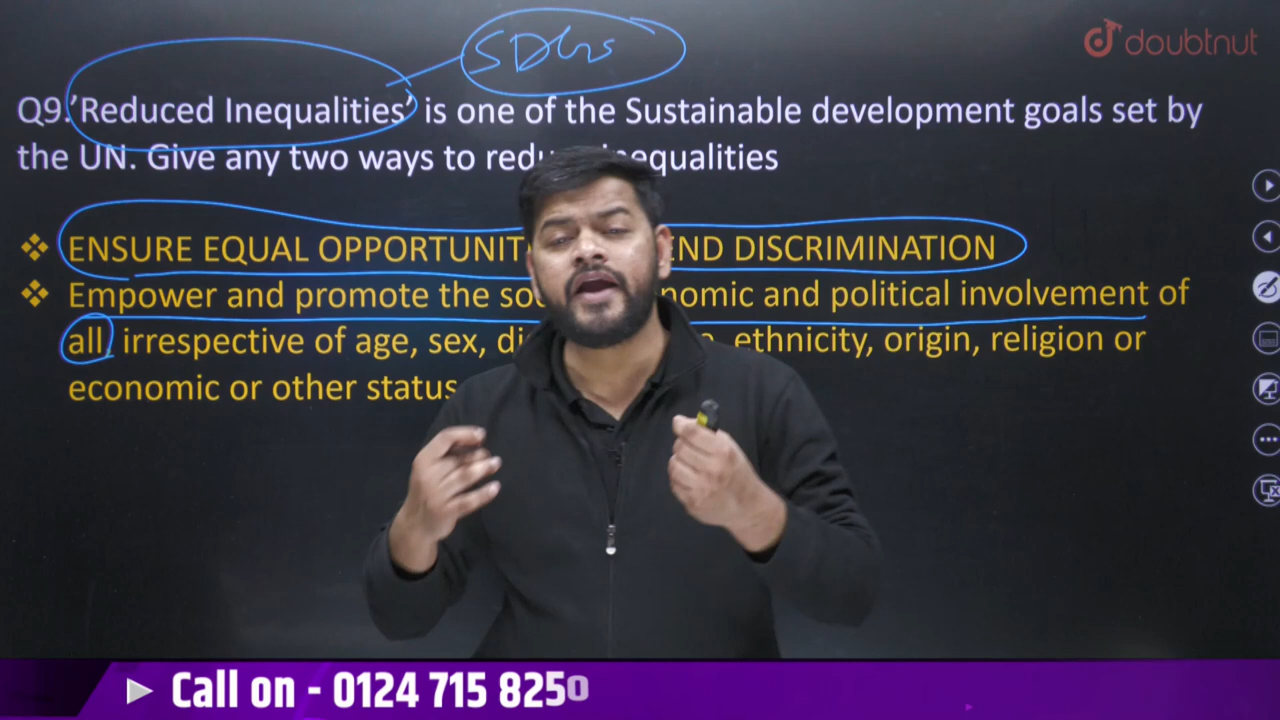 SDGs
doubtnut
Q9.'Reduced Inequalities' is one of the Sustainable development goals set by
the UN. Give any two ways to inequalities
ENSURE EQUAL END DISCRIMINATION
Empower and promote the and political involvement of
all irrespective of age, sex, ethnicity, origin, religion or
economic or other status
Call on - 0124 715 8250